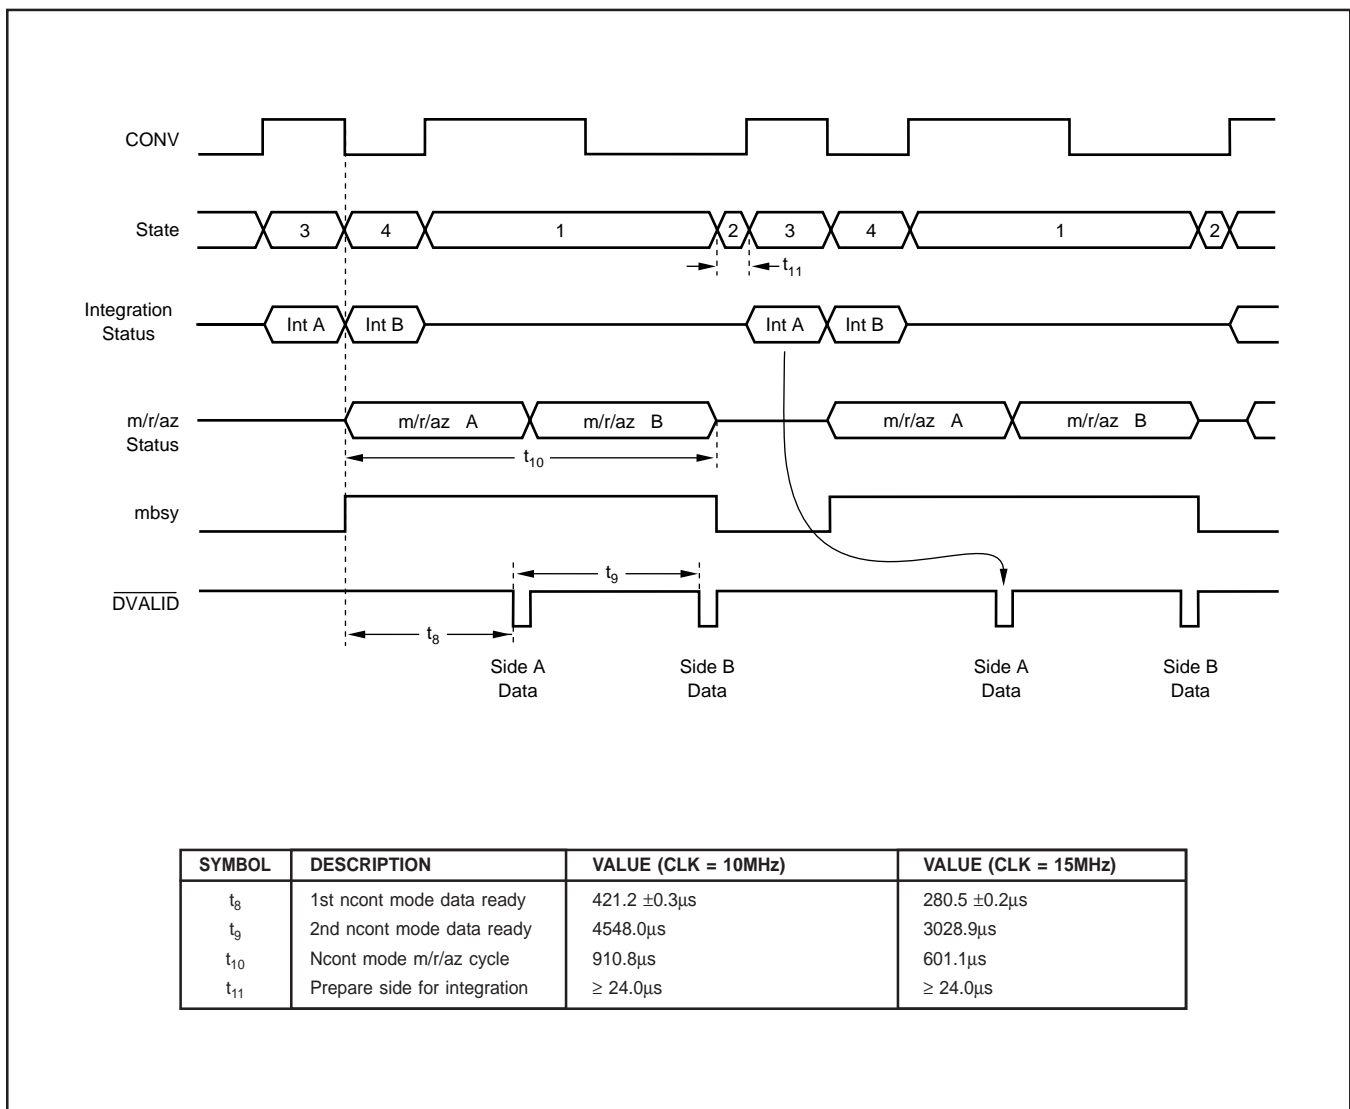 CONV
State
3 4 1 2 3 4 1 2
t11
Integration
Status
Int A Int B Int A Int B
m/r/az
Status
m/r/az A m/r/az B m/r/az A m/r/az B
t10
mbsy
DVALID
t9
t8
Side A
Data
Side B
Data
Side A
Data
Side B
Data
SYMBOL DESCRIPTION VALUE (CLK = 10MHz) VALUE (CLK = 15MHz)
t8 1st ncont mode data ready 421.2 ±0.3μs 280.5 ±0.2μs
t9 2nd ncont mode data ready 4548.0μs 3028.9μs
t10 Ncont mode m/r/az cycle 910.8μs 601.1μs
t11 Prepare side for integration ≥ 24.0μs ≥ 24.0μs